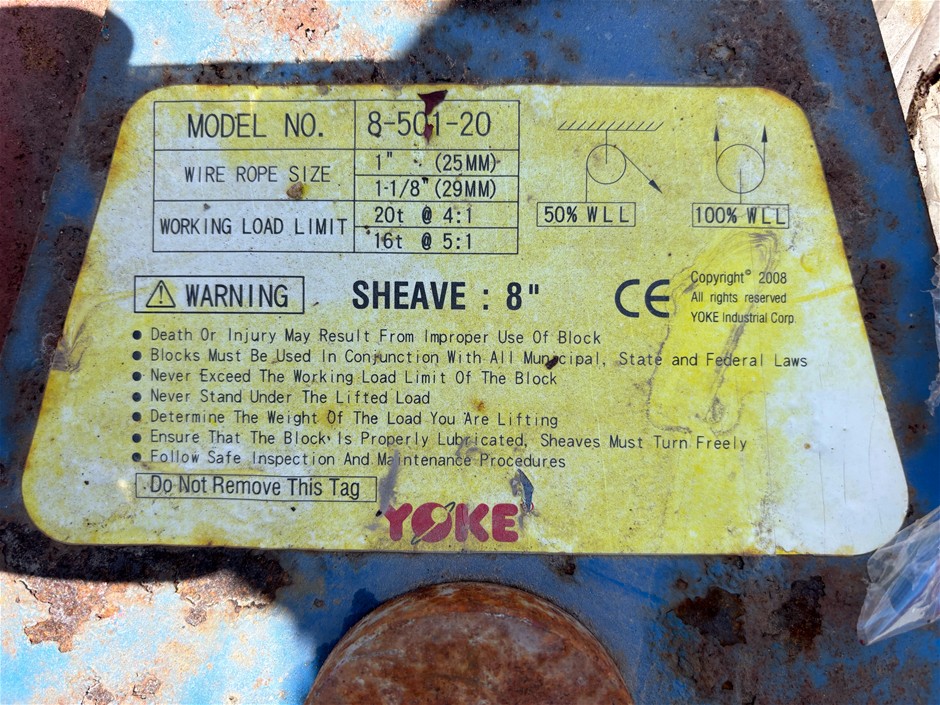 MODEL NO. 8-501-20
WIRE ROPE SIZE 1" (25MM)
1-1/8" (29MM)
WORKING LOAD LIMIT 20t @ 4:1
16t @ 5:1
50% WLL 100% WLL
WARNING SHEAVE : 8" CE
Copyright© 2008
All rights reserved
YOKE Industrial Corp.
● Death Or Injury May Result From Improper Use Of Block
● Blocks Must Be Used In Conjunction With All Municipal, State and Federal Laws
● Never Exceed The Working Load Limit Of The Block
● Never Stand Under The Lifted Load
● Determine The Weight Of The Load You Are Lifting
● Ensure That The Block Is Properly Lubricated, Sheaves Must Turn Freely
● Follow Safe Inspection And Maintenance Procedures
Do Not Remove This Tag
YOKE